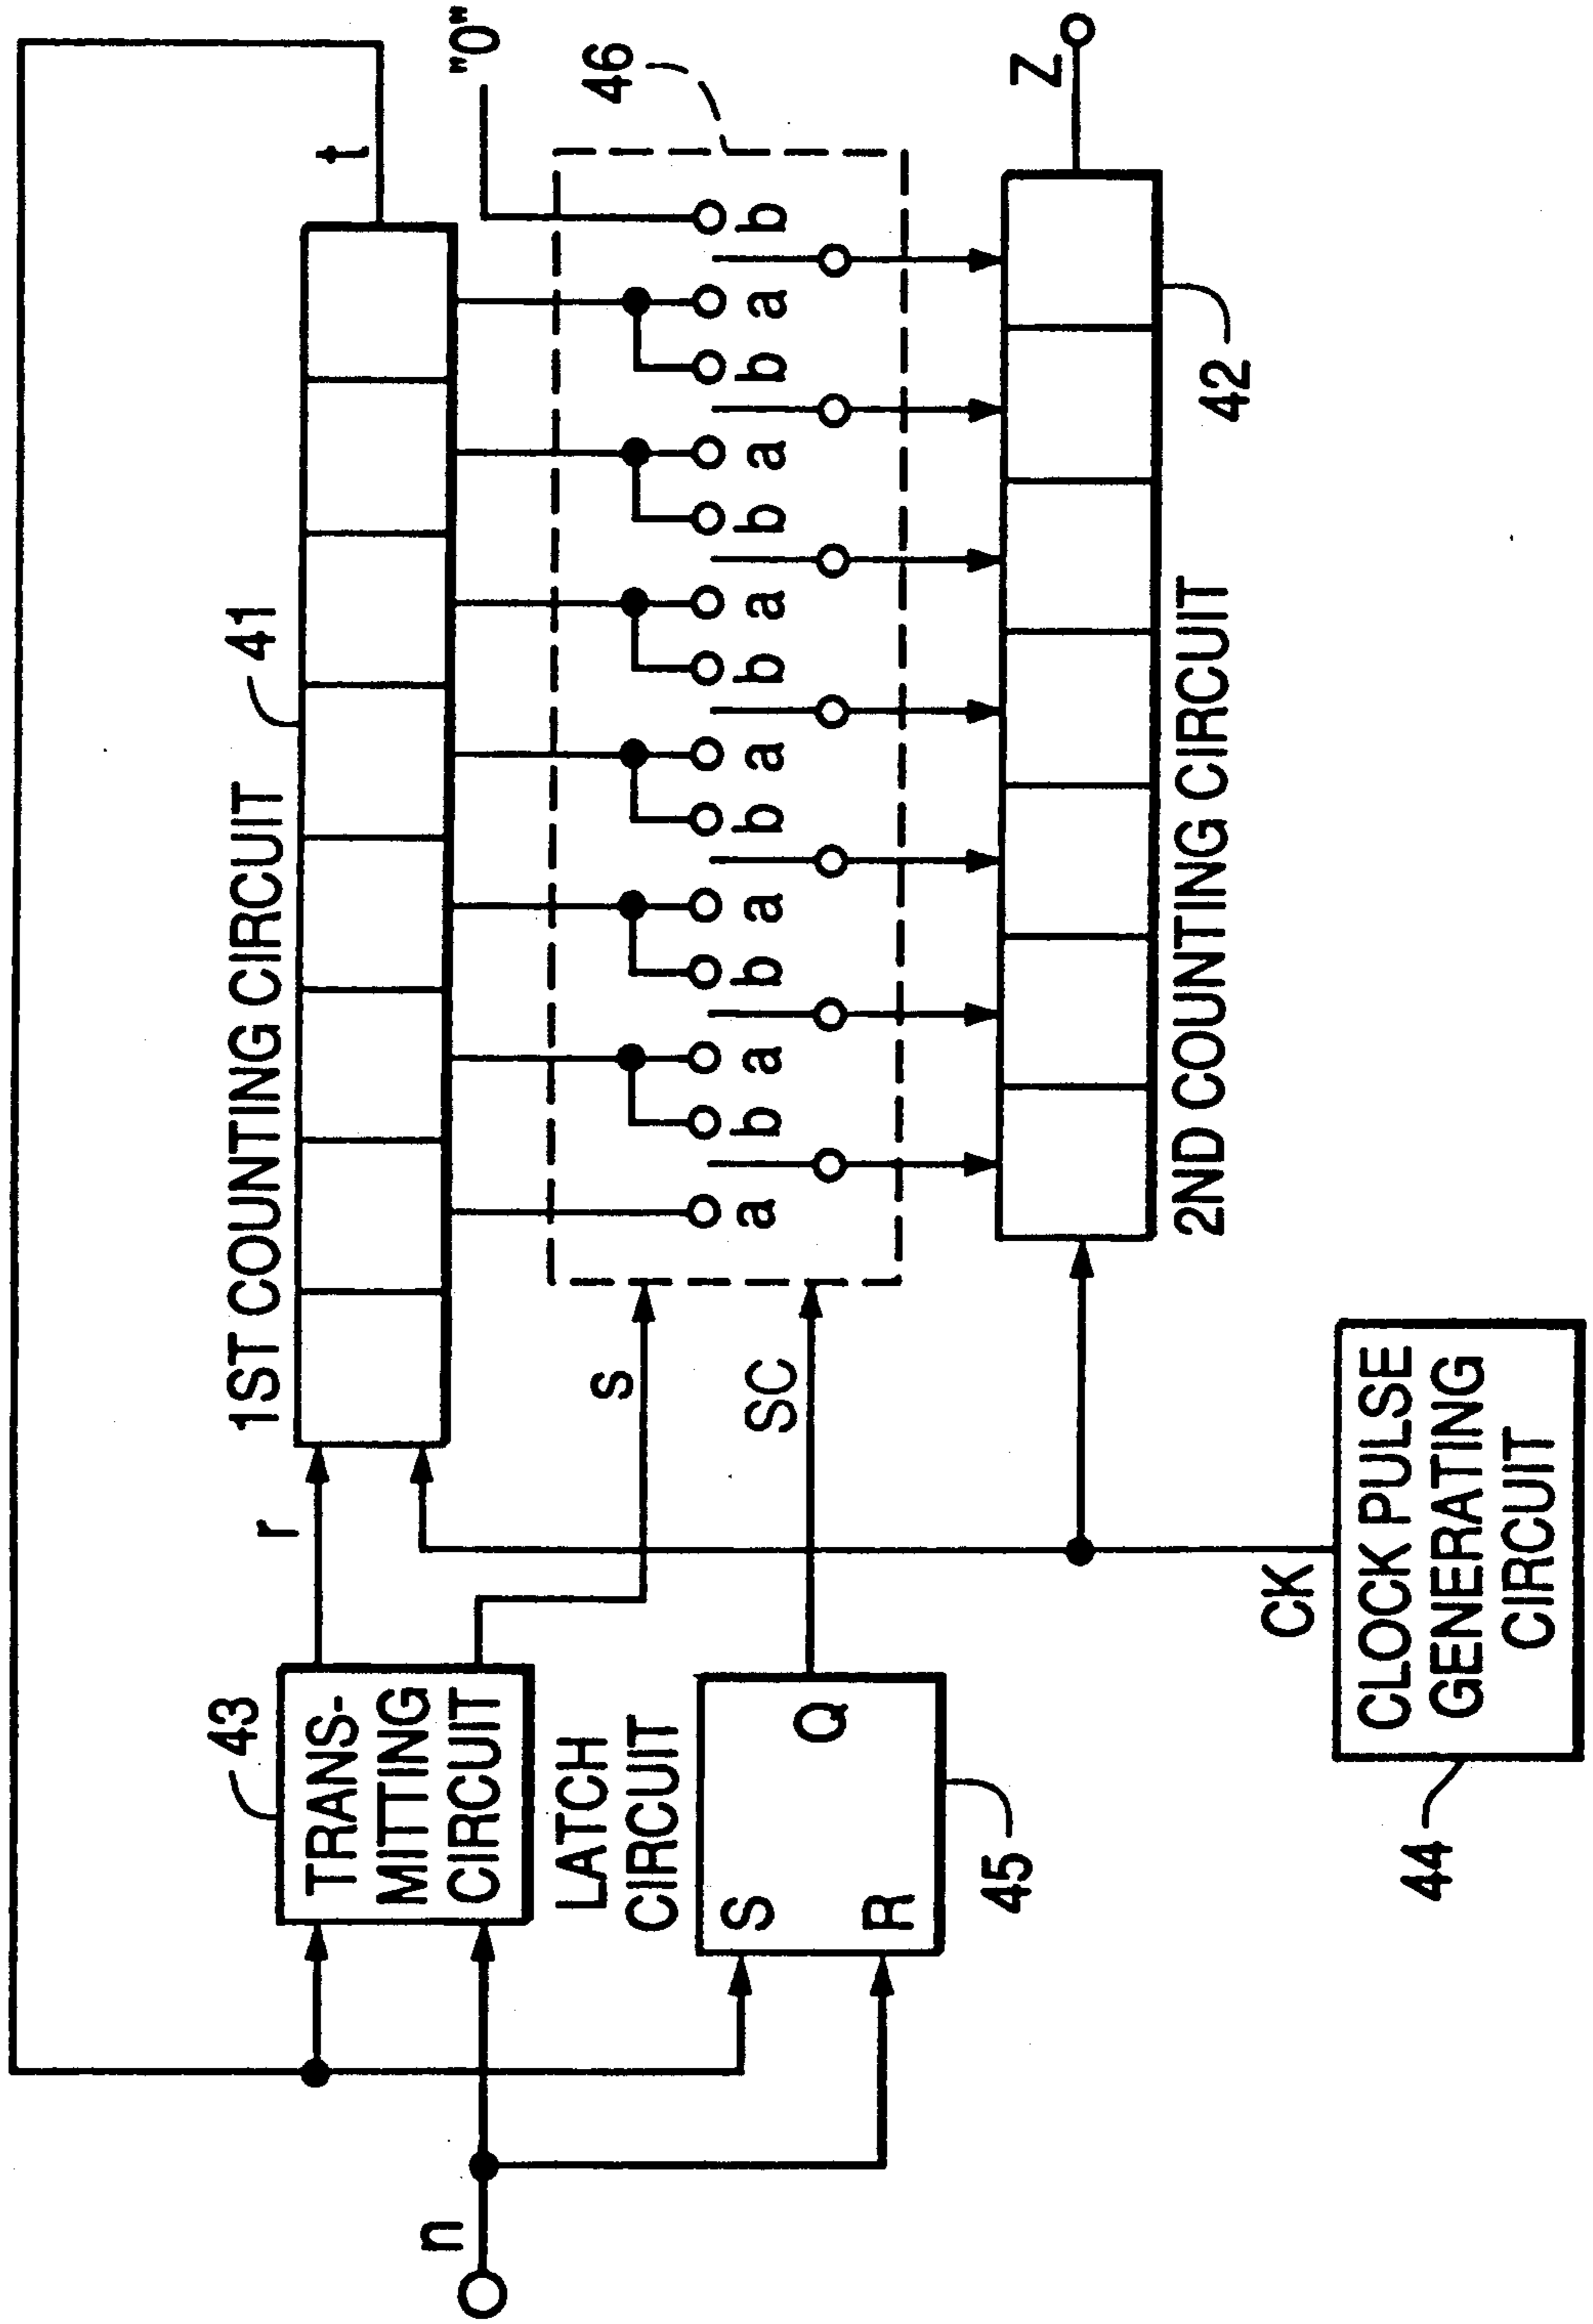 t
"0"
1ST COUNTING CIRCUIT
41
46
r
43
TRANS-
MITTING
CIRCUIT
s
a b a b a b a b a b a b a b
SC
LATCH
CIRCUIT
S
Q
R
45
n
Z
42
2ND COUNTING CIRCUIT
CK
CLOCK PULSE
GENERATING
CIRCUIT
44